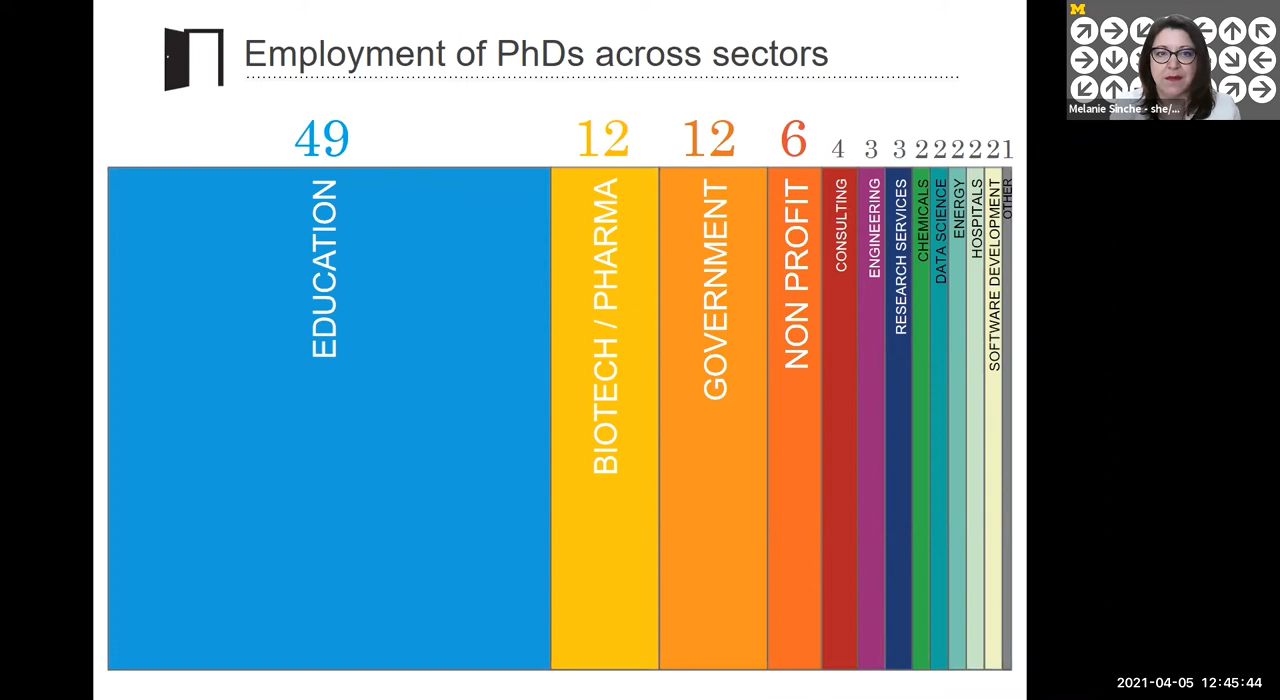 Employment of PhDs across sectors
M
Melanie Sinche - she/...
49 12 12 6 4 3 3 2 2 2 2 2 1
EDUCATION
BIOTECH / PHARMA
GOVERNMENT
NON PROFIT
CONSULTING
ENGINEERING
RESEARCH SERVICES
CHEMICALS
DATA SCIENCE
ENERGY
HOSPITALS
SOFTWARE DEVELOPMENT
OTHER
2021-04-05 12:45:44